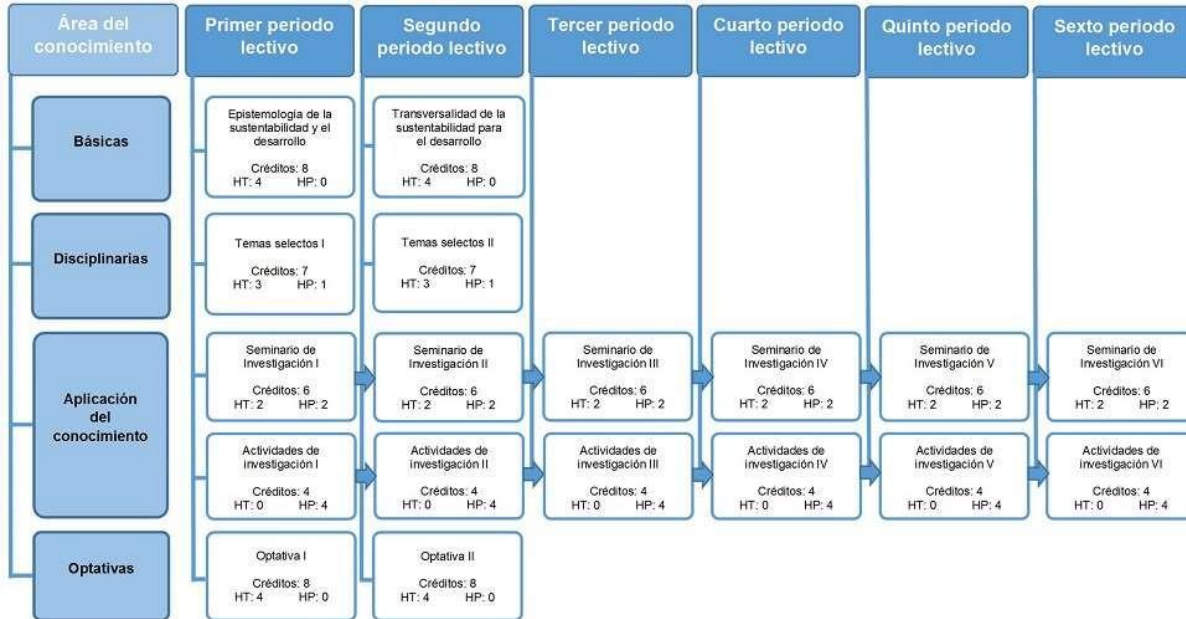 Área del
conocimiento
Primer periodo
lectivo
Segundo
periodo lectivo
Tercer periodo
lectivo
Cuarto periodo
lectivo
Quinto periodo
lectivo
Sexto periodo
lectivo
Básicas
Epistemología de la
sustentabilidad y el
desarrollo
Créditos: 8
HT: 4 HP: 0
Transversalidad de la
sustentabilidad para
el desarrollo
Créditos: 8
HT: 4 HP: 0
Disciplinarias
Temas selectos I
Créditos: 7
HT: 3 HP: 1
Temas selectos II
Créditos: 7
HT: 3 HP: 1
Aplicación
del
conocimiento
Seminario de
Investigación I
Créditos: 6
HT: 2 HP: 2
Seminario de
Investigación II
Créditos: 6
HT: 2 HP: 2
Seminario de
Investigación III
Créditos: 6
HT: 2 HP: 2
Seminario de
Investigación IV
Créditos: 6
HT: 2 HP: 2
Seminario de
Investigación V
Créditos: 6
HT: 2 HP: 2
Seminario de
Investigación VI
Créditos: 6
HT: 2 HP: 2
Actividades de
investigación I
Créditos: 4
HT: 0 HP: 4
Actividades de
investigación II
Créditos: 4
HT: 0 HP: 4
Actividades de
investigación III
Créditos: 4
HT: 0 HP: 4
Actividades de
investigación IV
Créditos: 4
HT: 0 HP: 4
Actividades de
investigación V
Créditos: 4
HT: 0 HP: 4
Actividades de
investigación VI
Créditos: 4
HT: 0 HP: 4
Optativas
Optativa I
Créditos: 8
HT: 4 HP: 0
Optativa II
Créditos: 8
HT: 4 HP: 0